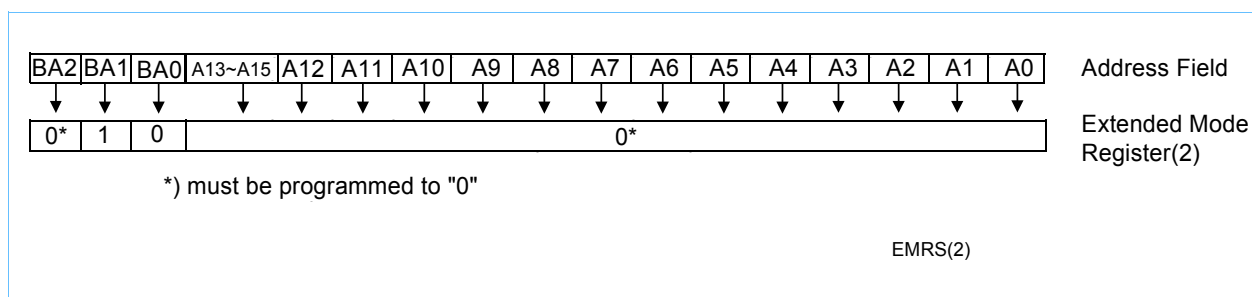 BA2 BA1 BA0 A13~A15 A12 A11 A10 A9 A8 A7 A6 A5 A4 A3 A2 A1 A0 Address Field
0* 1 0 0* Extended Mode
Register(2)
*) must be programmed to "0"
EMRS(2)